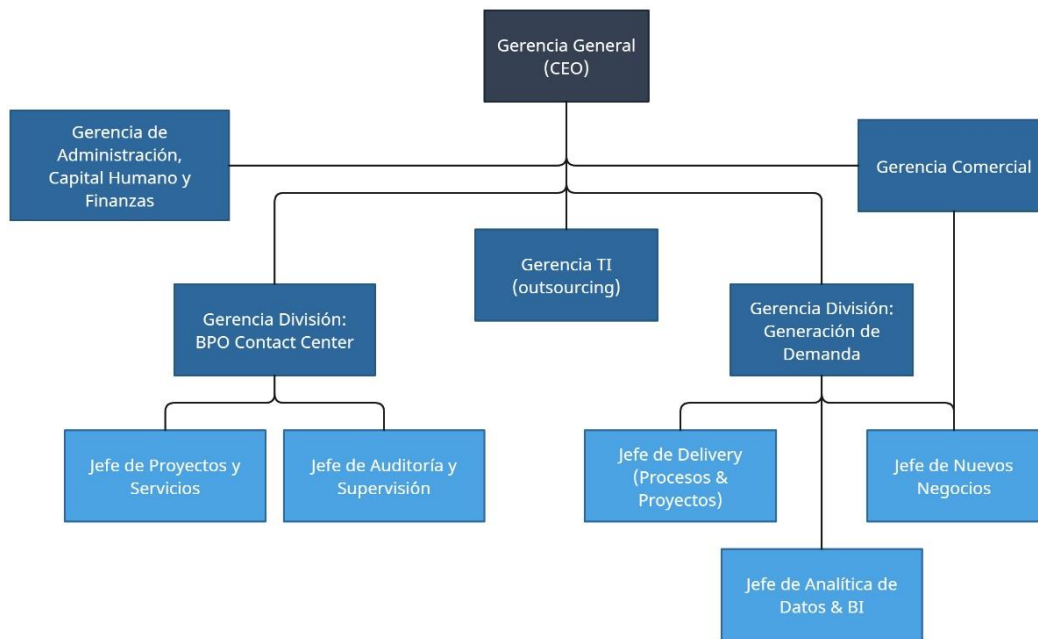 Gerencia General
(CEO)
Gerencia de
Administración,
Capital Humano y
Finanzas
Gerencia Comercial
Gerencia TI
(outsourcing)
Gerencia División:
BPO Contact Center
Gerencia División:
Generación de
Demanda
Jefe de Proyectos y
Servicios
Jefe de Auditoría y
Supervisión
Jefe de Delivery
(Procesos &
Proyectos)
Jefe de Nuevos
Negocios
Jefe de Analítica de
Datos & BI